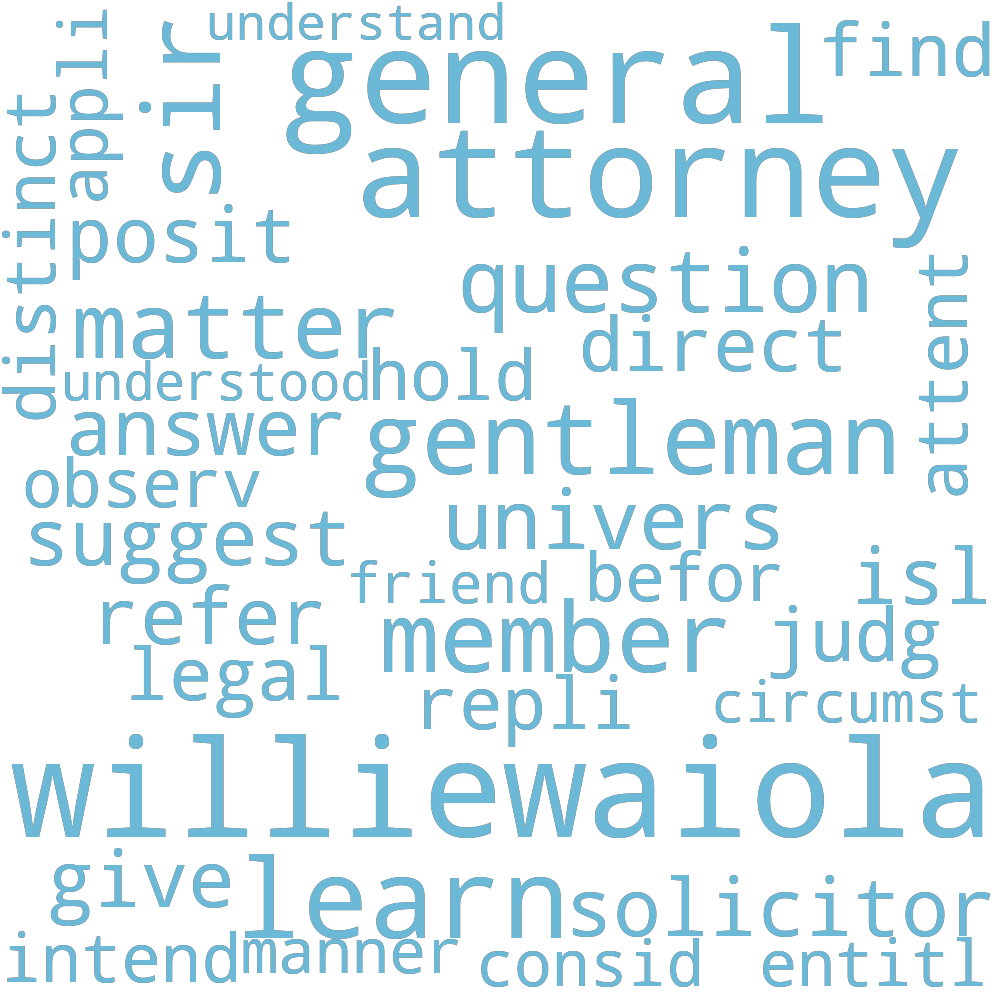 understand
general
find
appli
sir
attorney
distinct
posit
question
attent
matter
direct
understood
hold
answer
gentleman
observ
univers
suggest
friend
befor
isl
refer
member
judg
legal
repli
circumst
williewaiola
give
learn
solicitor
intend
manner
consid
entitl